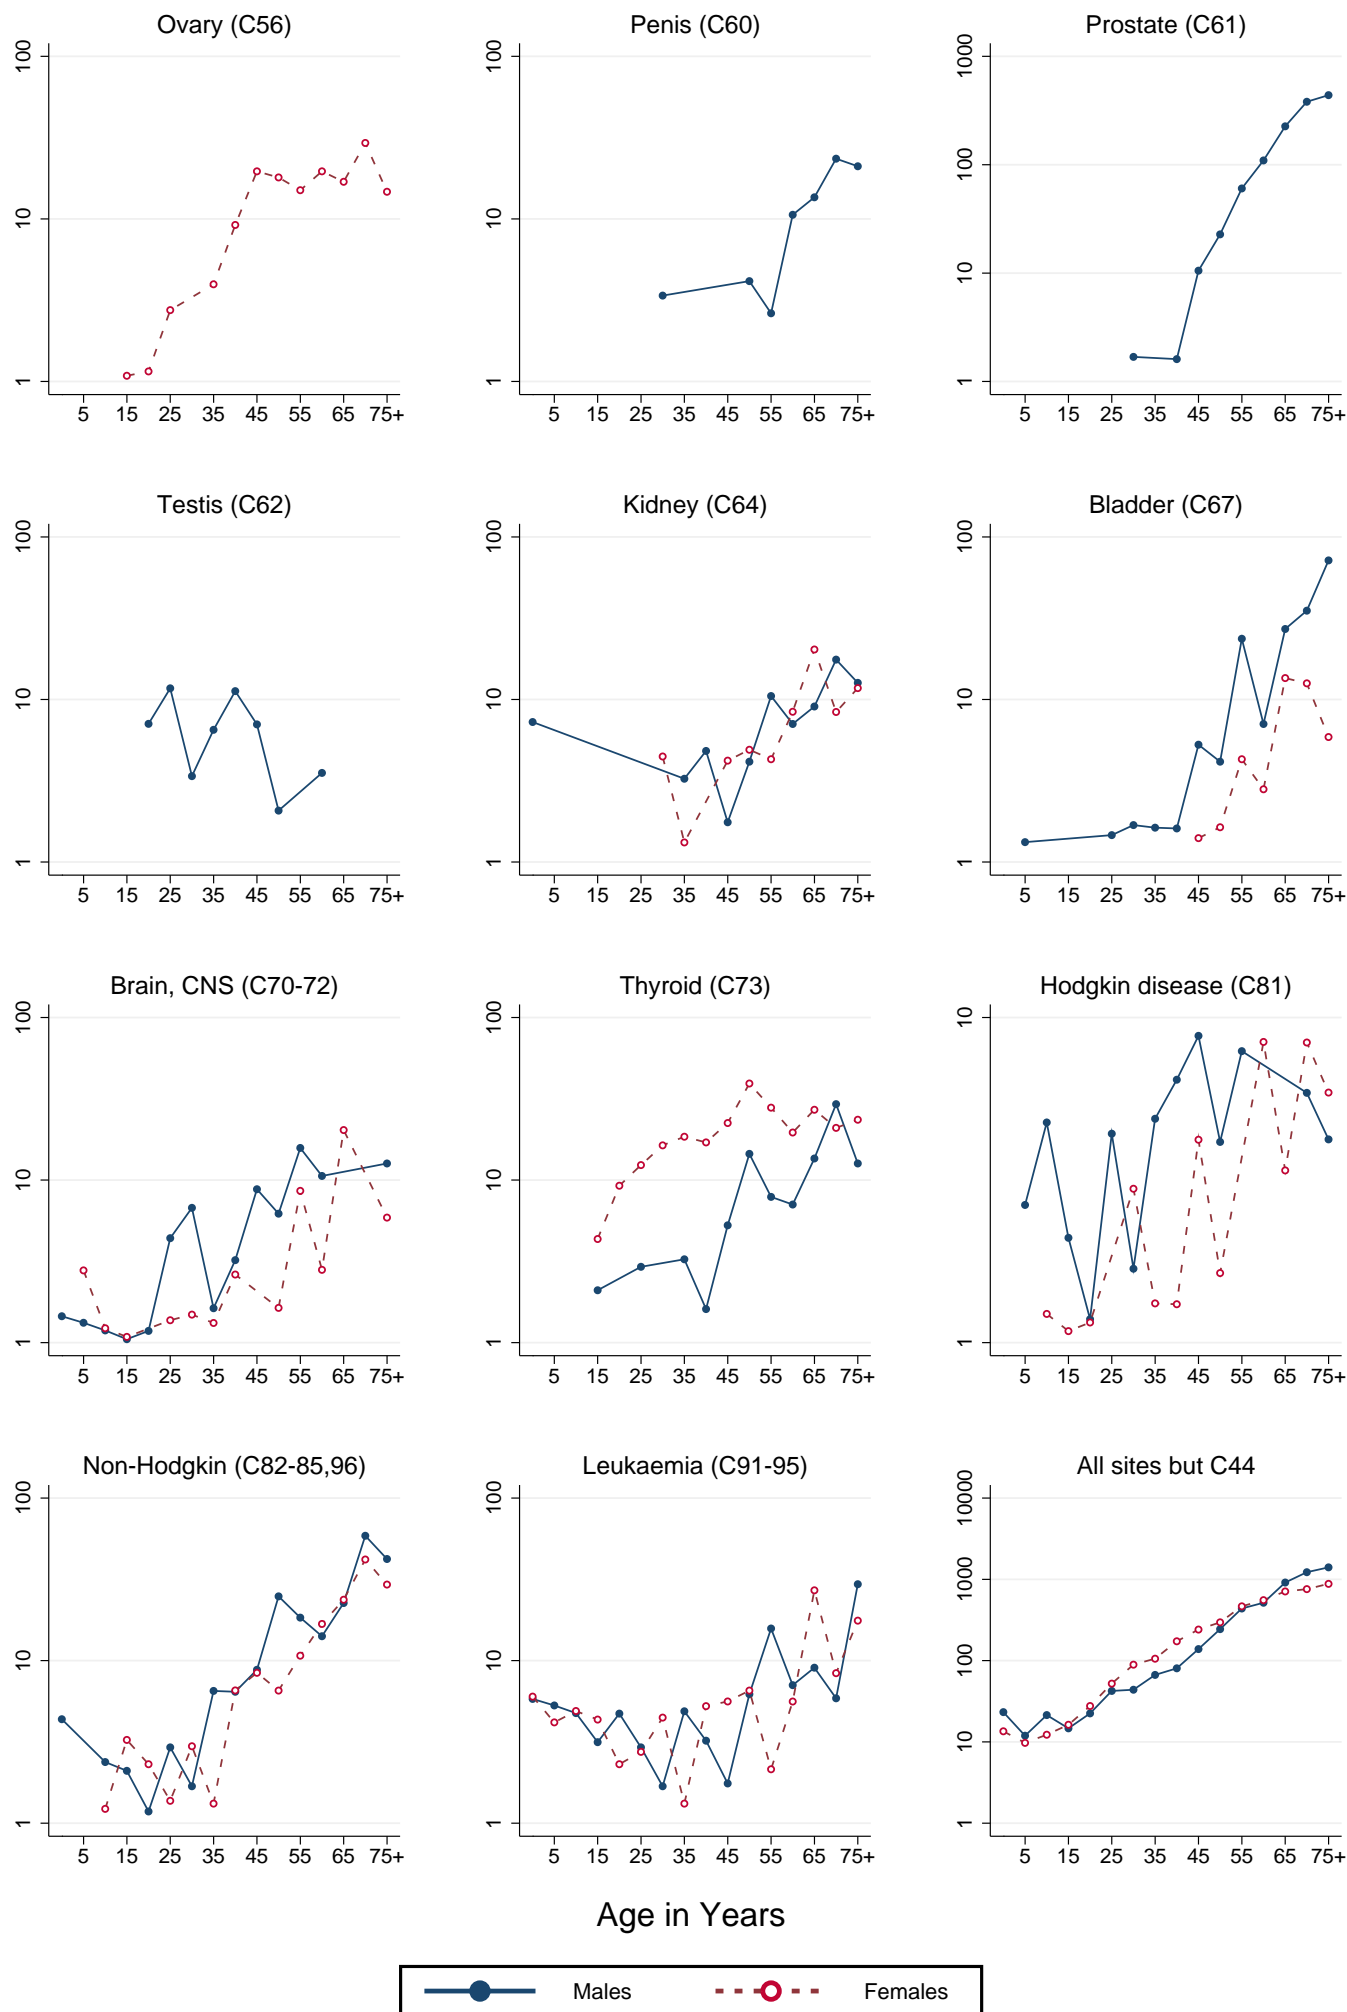 Ovary (C56) Penis (C60) Prostate (C61)
100 100 1000
100
10 10
10
1 1 1
5 15 25 35 45 55 65 75+ 5 15 25 35 45 55 65 75+ 5 15 25 35 45 55 65 75+
Testis (C62) Kidney (C64) Bladder (C67)
100 100 100
10 10 10
1 1 1
5 15 25 35 45 55 65 75+ 5 15 25 35 45 55 65 75+ 5 15 25 35 45 55 65 75+
Brain, CNS (C70-72) Thyroid (C73) Hodgkin disease (C81)
100 100 10
10 10
1 1 1
5 15 25 35 45 55 65 75+ 5 15 25 35 45 55 65 75+ 5 15 25 35 45 55 65 75+
Non-Hodgkin (C82-85,96) Leukaemia (C91-95) All sites but C44
100 100 10000
1000
10 10 100
10
1 1 1
5 15 25 35 45 55 65 75+ 5 15 25 35 45 55 65 75+ 5 15 25 35 45 55 65 75+
Age in Years
Males Females